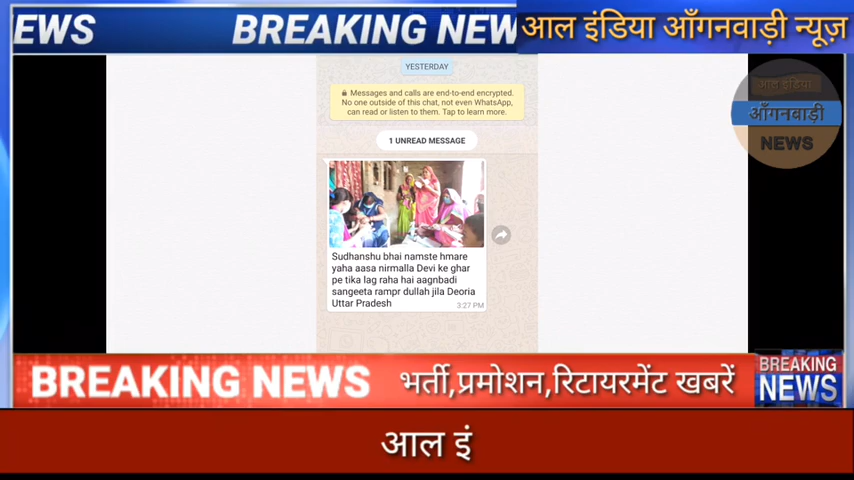 EWS
BREAKING NEW
आल इंडिया आँगनवाड़ी न्यूज़
आल इंडिया
आँगनवाड़ी
NEWS
YESTERDAY
Messages and calls are end-to-end encrypted.
No one outside of this chat, not even WhatsApp,
can read or listen to them. Tap to learn more.
1 UNREAD MESSAGE
Sudhanshu bhai namste hmare
yaha aasa nirmalla Devi ke ghar
pe tika lag raha hai aagnbadi
sangeeta rampr dullah jila Deoria
Uttar Pradesh
3:27 PM
BREAKING NEWS
भर्ती,प्रमोशन,रिटायरमेंट खबरें
BREAKING
NEWS
आल इं